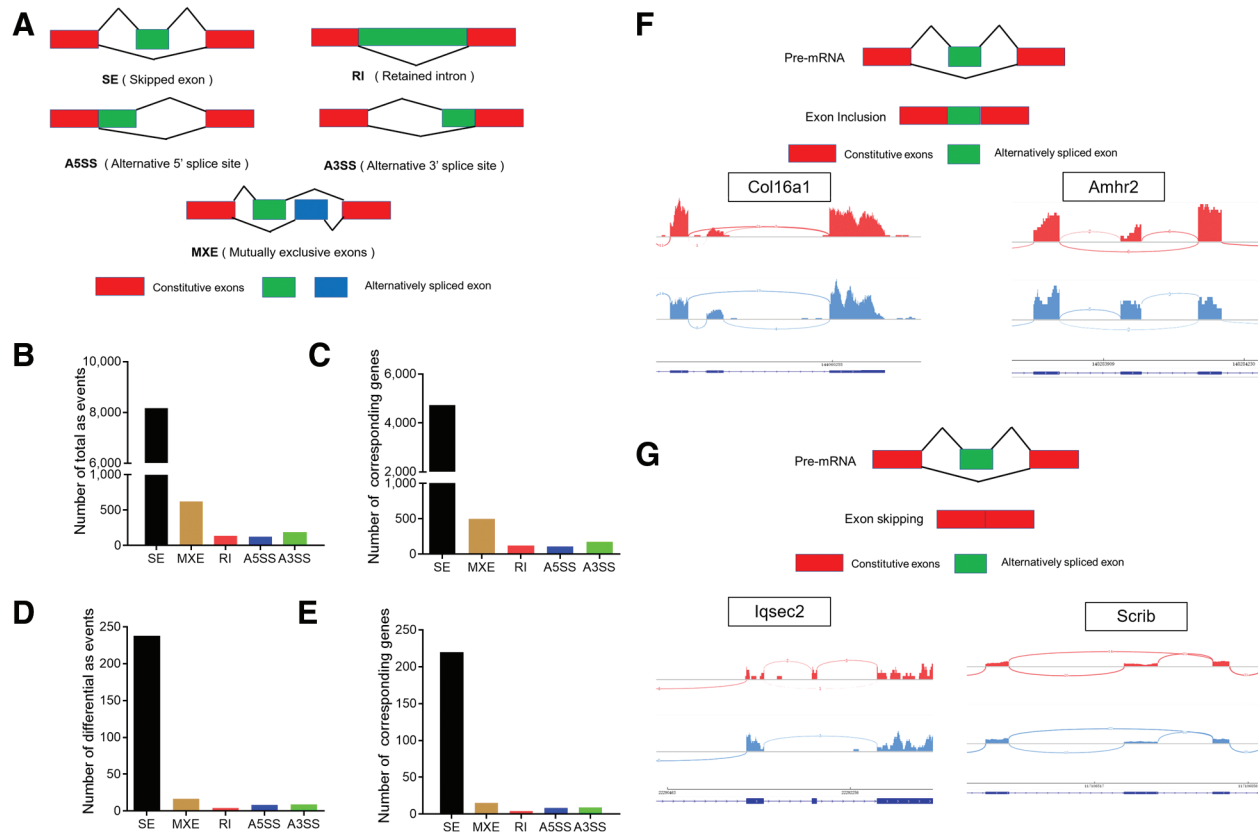 A
SE ( Skipped exon )
RI ( Retained intron )
A5SS ( Alternative 5' splice site )
A3SS ( Alternative 3' splice site )
MXE ( Mutually exclusive exons )
Constitutive exons
Alternatively spliced exon
B
Number of total as events
10,000
8,000
6,000
1,000
500
0
SE MXE RI A5SS A3SS
C
Number of corresponding genes
6,000
4,000
2,000
1,000
500
0
SE MXE RI A5SS A3SS
D
Number of differential as events
250
200
150
100
50
0
SE MXE RI A5SS A3SS
E
Number of corresponding genes
250
200
150
100
50
0
SE MXE RI A5SS A3SS
F
Pre-mRNA
Exon Inclusion
Constitutive exons
Alternatively spliced exon
Col16a1
Amhr2
G
Pre-mRNA
Exon skipping
Constitutive exons
Alternatively spliced exon
Iqsec2
Scrib